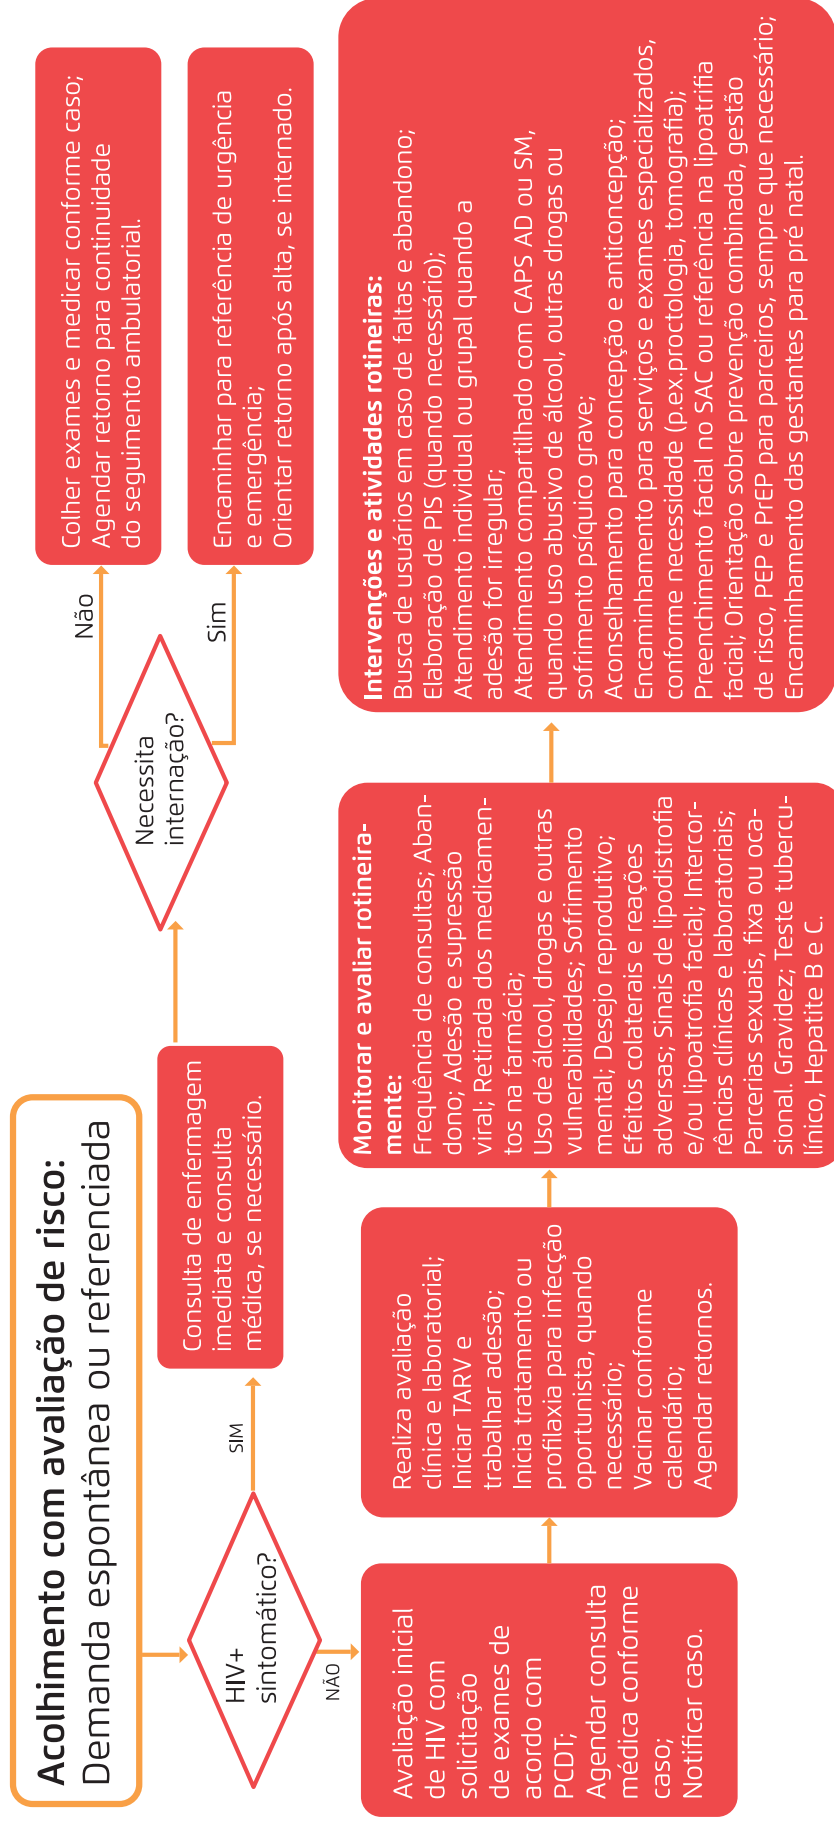 Acolhimento com avaliação de risco:
Demanda espontânea ou referenciada
HIV+
sintomático?
SIM
NÃO
Consulta de enfermagem
imediata e consulta
médica, se necessário.
Necessita
internação?
Não
Sim
Colher exames e medicar conforme caso;
Agendar retorno para continuidade
do seguimento ambulatorial.
Encaminhar para referência de urgência
e emergência;
Orientar retorno após alta, se internado.
Avaliação inicial
de HIV com
solicitação
de exames de
acordo com
PCDT;
Agendar consulta
médica conforme
caso;
Notificar caso.
Realiza avaliação
clínica e laboratorial;
Iniciar TARV e
trabalhar adesão;
Inicia tratamento ou
profilaxia para infecção
oportunista, quando
necessário;
Vacinar conforme
calendário;
Agendar retornos.
Monitorar e avaliar rotineira-
mente:
Frequência de consultas; Aban-
dono; Adesão e supressão
viral; Retirada dos medicamen-
tos na farmácia;
Uso de álcool, drogas e outras
vulnerabilidades; Sofrimento
mental; Desejo reprodutivo;
Efeitos colaterais e reações
adversas; Sinais de lipodistrofia
e/ou lipoatrofia facial; Intercor-
rências clínicas e laboratoriais;
Parcerias sexuais, fixa ou oca-
sional. Gravidez; Teste tubercu-
línico, Hepatite B e C.
Intervenções e atividades rotineiras:
Busca de usuários em caso de faltas e abandono;
Elaboração de PIS (quando necessário);
Atendimento individual ou grupal quando a
adesão for irregular;
Atendimento compartilhado com CAPS AD ou SM,
quando uso abusivo de álcool, outras drogas ou
sofrimento psíquico grave;
Aconselhamento para concepção e anticoncepção;
Encaminhamento para serviços e exames especializados,
conforme necessidade (p.ex.proctologia, tomografia);
Preenchimento facial no SAC ou referência na lipoatrifia
facial; Orientação sobre prevenção combinada, gestão
de risco, PEP e PrEP para parceiros, sempre que necessário;
Encaminhamento das gestantes para pré natal.